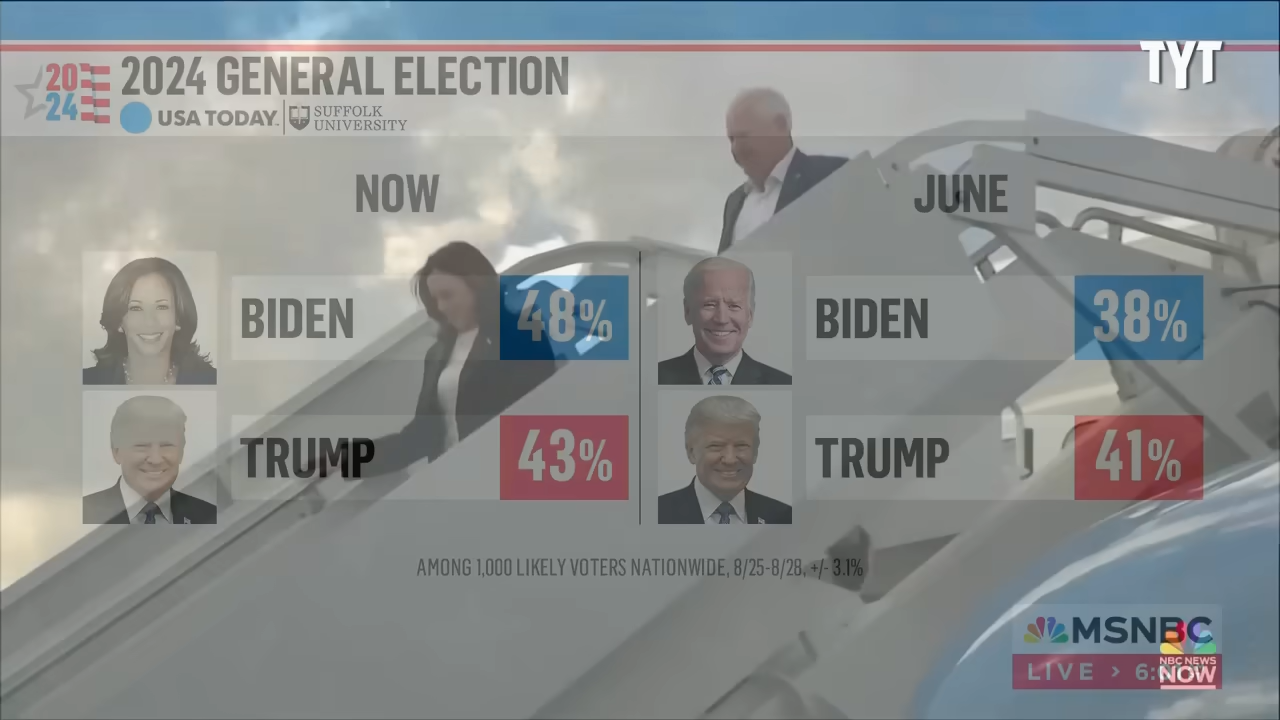 TYT
2024
2024 GENERAL ELECTION
USA TODAY
SUFFOLK
UNIVERSITY
NOW
JUNE
BIDEN 48%
BIDEN 38%
TRUMP 43%
TRUMP 41%
AMONG 1,000 LIKELY VOTERS NATIONWIDE, 8/25-8/28, +/- 3.1%
MSNBC
NBC NEWS
LIVE > 6:
NOW